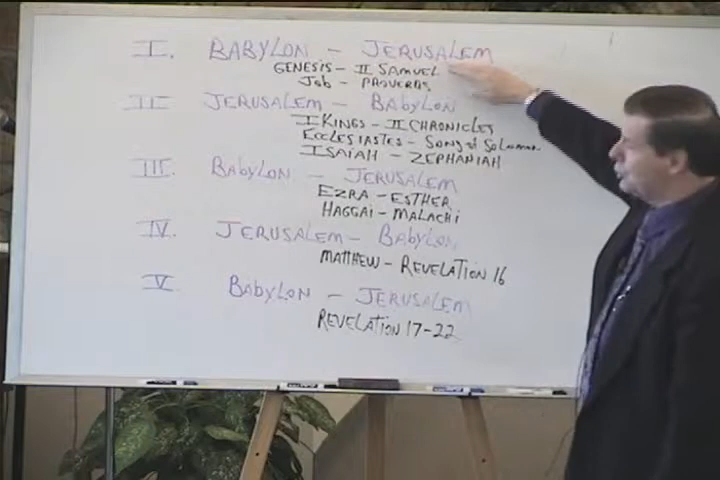 I. BABYLON - JERUSALEM
GENESIS - II SAMUEL
Job - PROVERBS
II JERUSALEM - BAbyLON
I KINGS - II CHRONICLES
ECCLESIASTES - SONG of SOLOMON
ISAIAH - ZEPHANIAH
III. BAbyLON - JERUSALEM
EZRA - ESTHER
HAGGAI - MALACHi
IV. JERUSALEM - BAbyLON
MATTHEW - REVELATION 16
V. BAbyLON - JERUSALEM
REVELATION 17-22